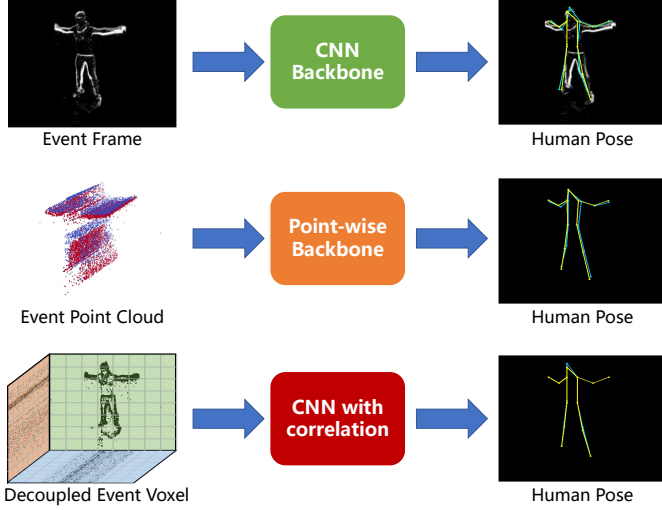 CNN
Backbone
Event Frame
Human Pose
Point-wise
Backbone
Event Point Cloud
Human Pose
CNN with
correlation
Decoupled Event Voxel
Human Pose